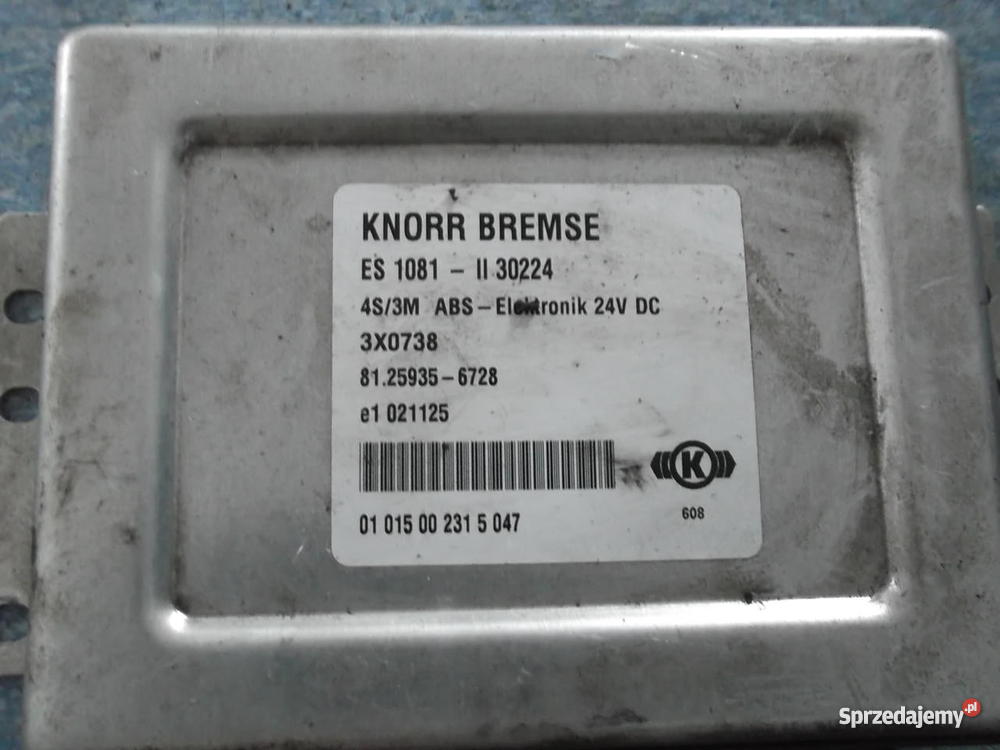 KNORR BREMSE
ES 1081 - II 30224
4S/3M ABS - Elektronik 24V DC
3X0738
81.25935-6728
e1 021125
K
01 015 00 231 5 047
608
Sprzedajemy.pl